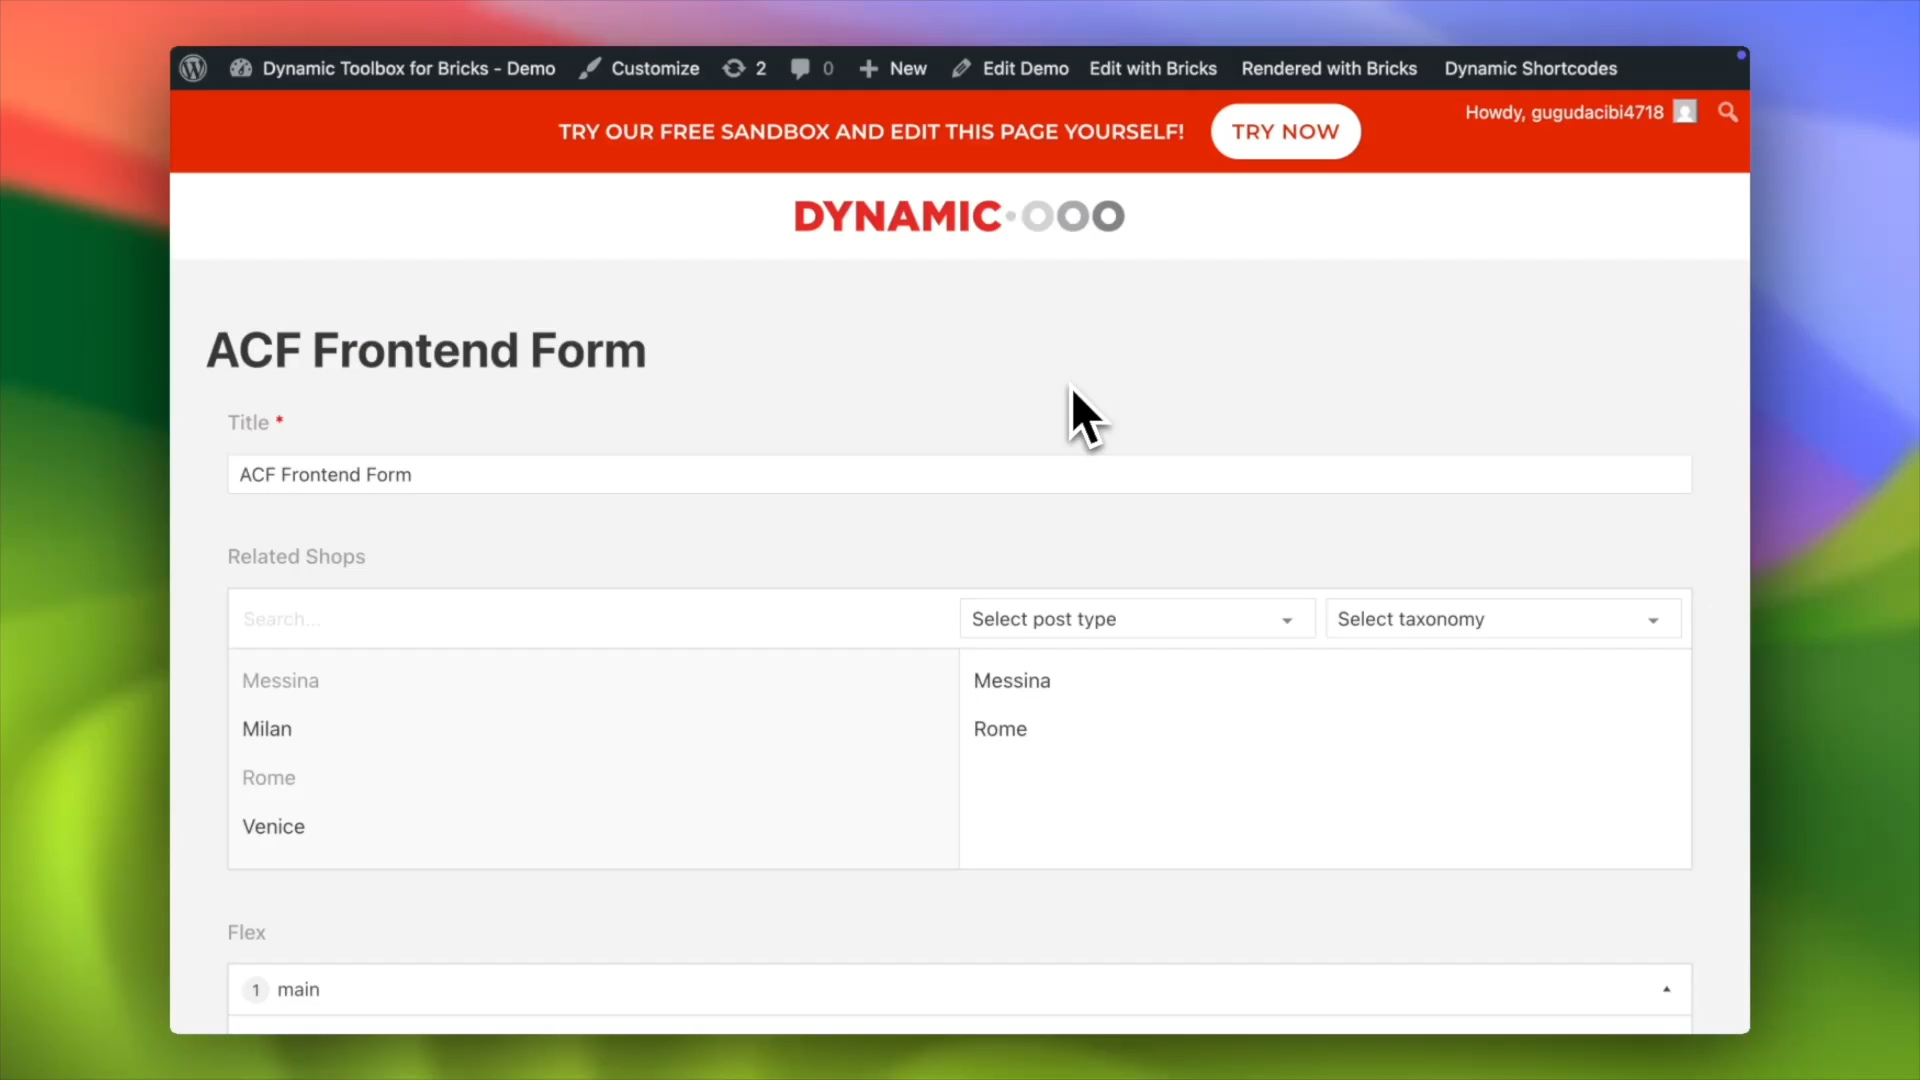 Dynamic Toolbox for Bricks - Demo Customize 2 0 New Edit Demo Edit with Bricks Rendered with Bricks Dynamic Shortcodes
Howdy, gugudacibi4718
TRY OUR FREE SANDBOX AND EDIT THIS PAGE YOURSELF! TRY NOW
DYNAMIC
ACF Frontend Form
Title *
ACF Frontend Form
Related Shops
Search... Select post type Select taxonomy
Messina Messina
Milan Rome
Rome
Venice
Flex
1 main